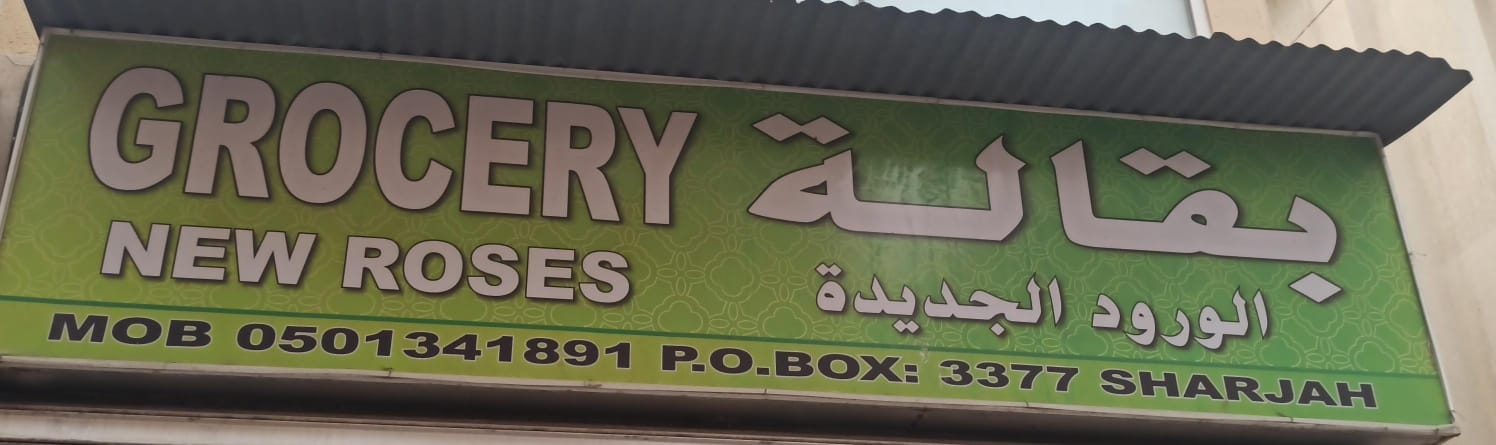 GROCERY بقالة
NEW ROSES الورود الجديدة
MOB 0501341891 P.O.BOX: 3377 SHARJAH